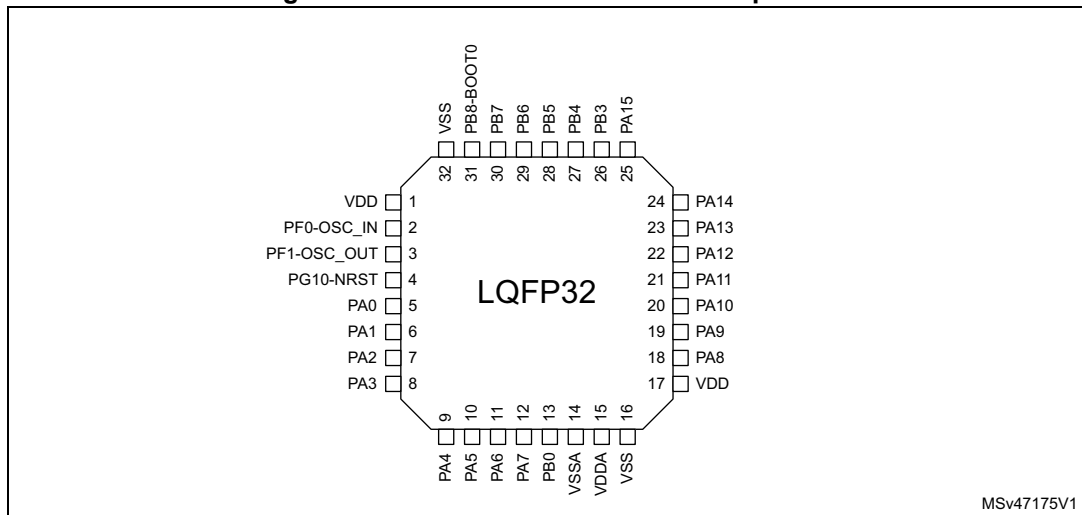 VSS
PB8-BOOT0
PB7
PB6
PB5
PB4
PB3
PA15
32
31
30
29
28
27
26
25
VDD 1
PF0-OSC_IN 2
PF1-OSC_OUT 3
PG10-NRST 4
PA0 5
PA1 6
PA2 7
PA3 8
LQFP32
24 PA14
23 PA13
22 PA12
21 PA11
20 PA10
19 PA9
18 PA8
17 VDD
9
10
11
12
13
14
15
16
PA4
PA5
PA6
PA7
PB0
VSSA
VDDA
VSS
MSv47175V1